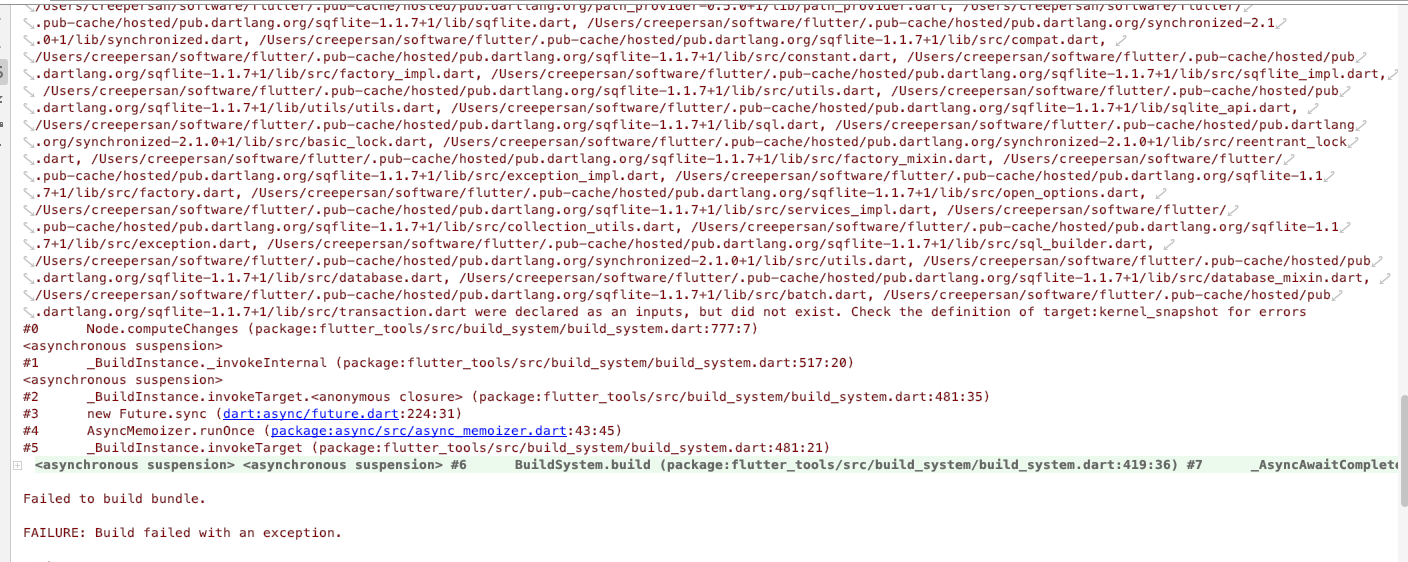 /Users/creepersan/software/flutter/.pub-cache/hosted/pub.dartlang.org/path_provider-0.5.0+1/lib/path_provider.dart, /Users/creepersan/software/flutter/
.pub-cache/hosted/pub.dartlang.org/sqflite-1.1.7+1/lib/sqflite.dart, /Users/creepersan/software/flutter/.pub-cache/hosted/pub.dartlang.org/synchronized-2.1
.0+1/lib/synchronized.dart, /Users/creepersan/software/flutter/.pub-cache/hosted/pub.dartlang.org/sqflite-1.1.7+1/lib/src/compat.dart,
/Users/creepersan/software/flutter/.pub-cache/hosted/pub.dartlang.org/sqflite-1.1.7+1/lib/src/constant.dart, /Users/creepersan/software/flutter/.pub-cache/hosted/pub
.dartlang.org/sqflite-1.1.7+1/lib/src/factory_impl.dart, /Users/creepersan/software/flutter/.pub-cache/hosted/pub.dartlang.org/sqflite-1.1.7+1/lib/src/sqflite_impl.dart,
/Users/creepersan/software/flutter/.pub-cache/hosted/pub.dartlang.org/sqflite-1.1.7+1/lib/src/utils.dart, /Users/creepersan/software/flutter/.pub-cache/hosted/pub
.dartlang.org/sqflite-1.1.7+1/lib/utils/utils.dart, /Users/creepersan/software/flutter/.pub-cache/hosted/pub.dartlang.org/sqflite-1.1.7+1/lib/sqlite_api.dart,
/Users/creepersan/software/flutter/.pub-cache/hosted/pub.dartlang.org/sqflite-1.1.7+1/lib/sql.dart, /Users/creepersan/software/flutter/.pub-cache/hosted/pub.dartlang
.org/synchronized-2.1.0+1/lib/src/basic_lock.dart, /Users/creepersan/software/flutter/.pub-cache/hosted/pub.dartlang.org/synchronized-2.1.0+1/lib/src/reentrant_lock
.dart, /Users/creepersan/software/flutter/.pub-cache/hosted/pub.dartlang.org/sqflite-1.1.7+1/lib/src/factory_mixin.dart, /Users/creepersan/software/flutter/
.pub-cache/hosted/pub.dartlang.org/sqflite-1.1.7+1/lib/src/exception_impl.dart, /Users/creepersan/software/flutter/.pub-cache/hosted/pub.dartlang.org/sqflite-1.1
.7+1/lib/src/factory.dart, /Users/creepersan/software/flutter/.pub-cache/hosted/pub.dartlang.org/sqflite-1.1.7+1/lib/src/open_options.dart,
/Users/creepersan/software/flutter/.pub-cache/hosted/pub.dartlang.org/sqflite-1.1.7+1/lib/src/services_impl.dart, /Users/creepersan/software/flutter/
.pub-cache/hosted/pub.dartlang.org/sqflite-1.1.7+1/lib/src/collection_utils.dart, /Users/creepersan/software/flutter/.pub-cache/hosted/pub.dartlang.org/sqflite-1.1
.7+1/lib/src/exception.dart, /Users/creepersan/software/flutter/.pub-cache/hosted/pub.dartlang.org/sqflite-1.1.7+1/lib/src/sql_builder.dart,
/Users/creepersan/software/flutter/.pub-cache/hosted/pub.dartlang.org/synchronized-2.1.0+1/lib/src/utils.dart, /Users/creepersan/software/flutter/.pub-cache/hosted/pub
.dartlang.org/sqflite-1.1.7+1/lib/src/database.dart, /Users/creepersan/software/flutter/.pub-cache/hosted/pub.dartlang.org/sqflite-1.1.7+1/lib/src/database_mixin.dart,
/Users/creepersan/software/flutter/.pub-cache/hosted/pub.dartlang.org/sqflite-1.1.7+1/lib/src/batch.dart, /Users/creepersan/software/flutter/.pub-cache/hosted/pub
.dartlang.org/sqflite-1.1.7+1/lib/src/transaction.dart were declared as an inputs, but did not exist. Check the definition of target:kernel_snapshot for errors
#0      Node.computeChanges (package:flutter_tools/src/build_system/build_system.dart:777:7)
<asynchronous suspension>
#1      _BuildInstance._invokeInternal (package:flutter_tools/src/build_system/build_system.dart:517:20)
<asynchronous suspension>
#2      _BuildInstance.invokeTarget.<anonymous closure> (package:flutter_tools/src/build_system/build_system.dart:481:35)
#3      new Future.sync (dart:async/future.dart:224:31)
#4      AsyncMemoizer.runOnce (package:async/src/async_memoizer.dart:43:45)
#5      _BuildInstance.invokeTarget (package:flutter_tools/src/build_system/build_system.dart:481:21)
<asynchronous suspension> <asynchronous suspension> #6      BuildSystem.build (package:flutter_tools/src/build_system/build_system.dart:419:36) #7      _AsyncAwaitComplete
Failed to build bundle.
FAILURE: Build failed with an exception.